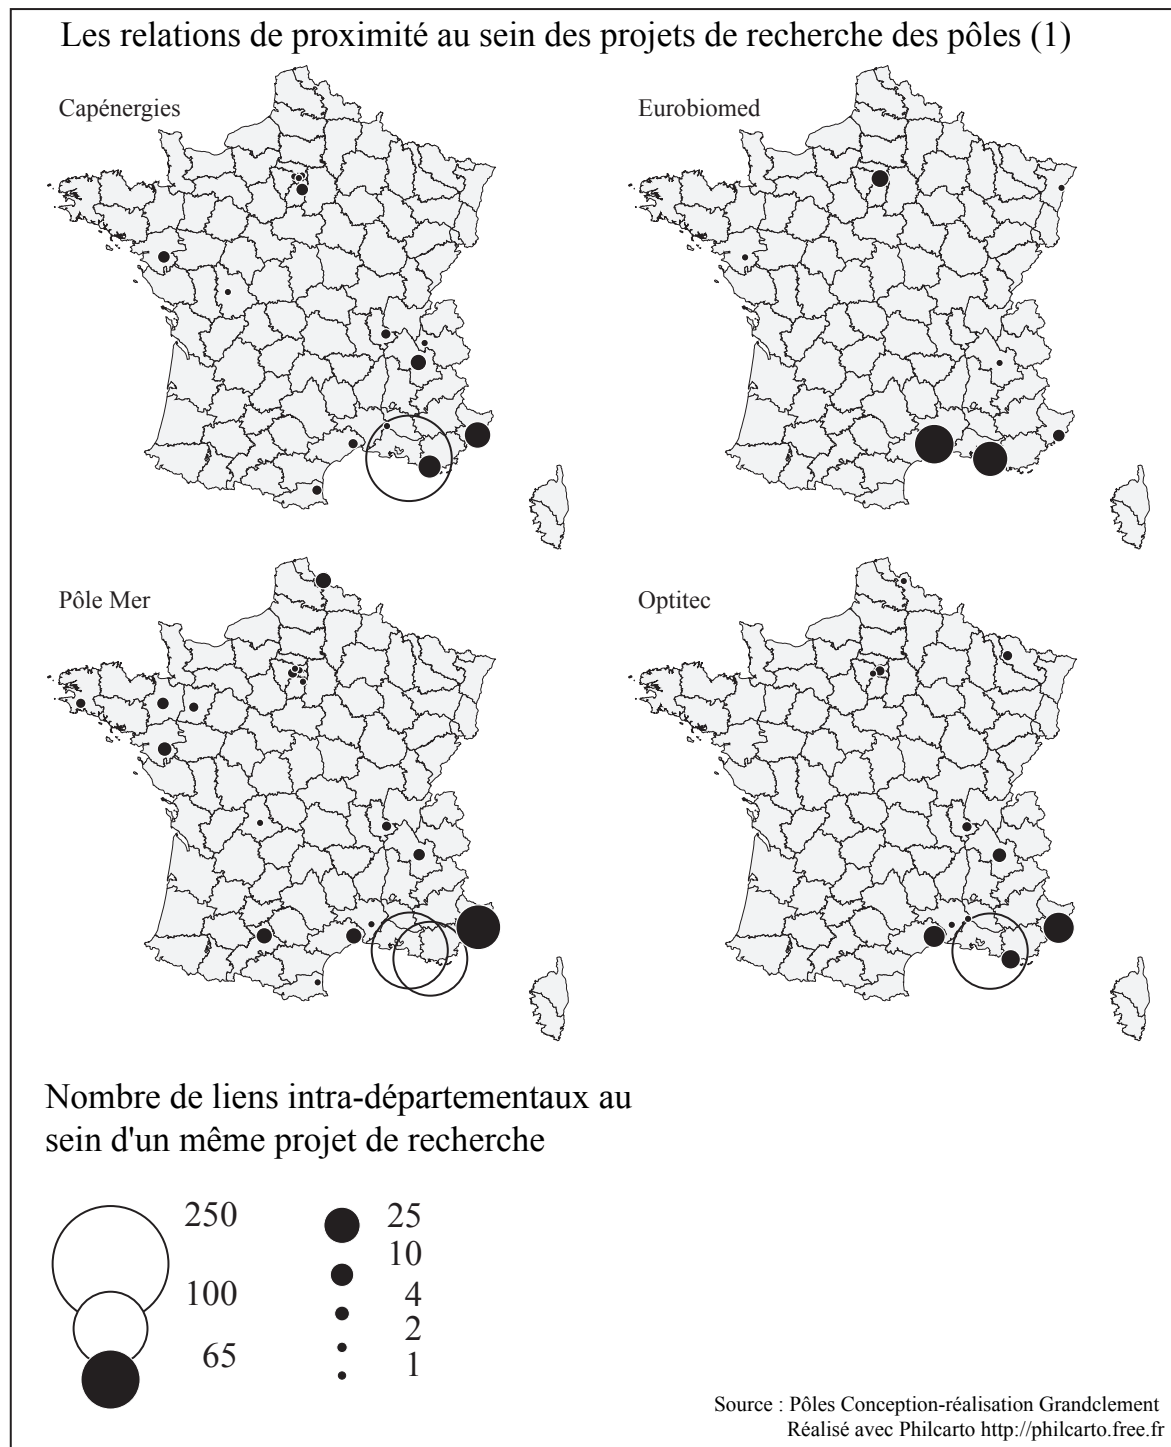 Les relations de proximité au sein des projets de recherche des pôles (1)
Capénergies
Eurobiomed
Pôle Mer
Optitec
Nombre de liens intra-départementaux au
sein d'un même projet de recherche
250
100
65
25
10
4
2
1
Source : Pôles Conception-réalisation Grandclement
Réalisé avec Philcarto http://philcarto.free.fr